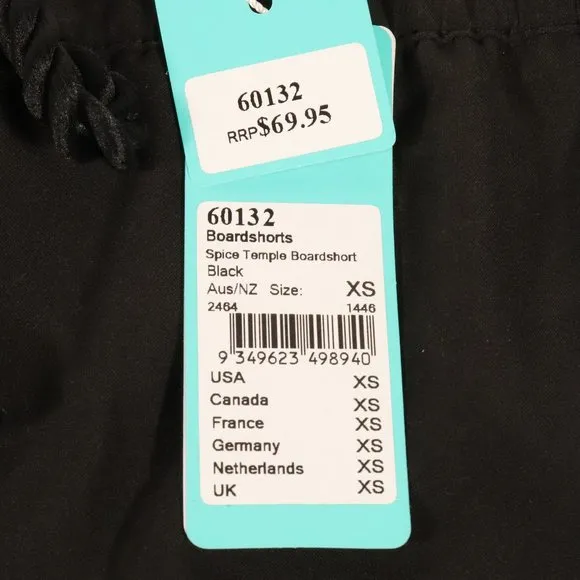 60132
RRP$69.95
60132
Boardshorts
Spice Temple Boardshort
Black
Aus/NZ Size: XS
2464 1446
9 349623 498940
USA XS
Canada XS
France XS
Germany XS
Netherlands XS
UK XS